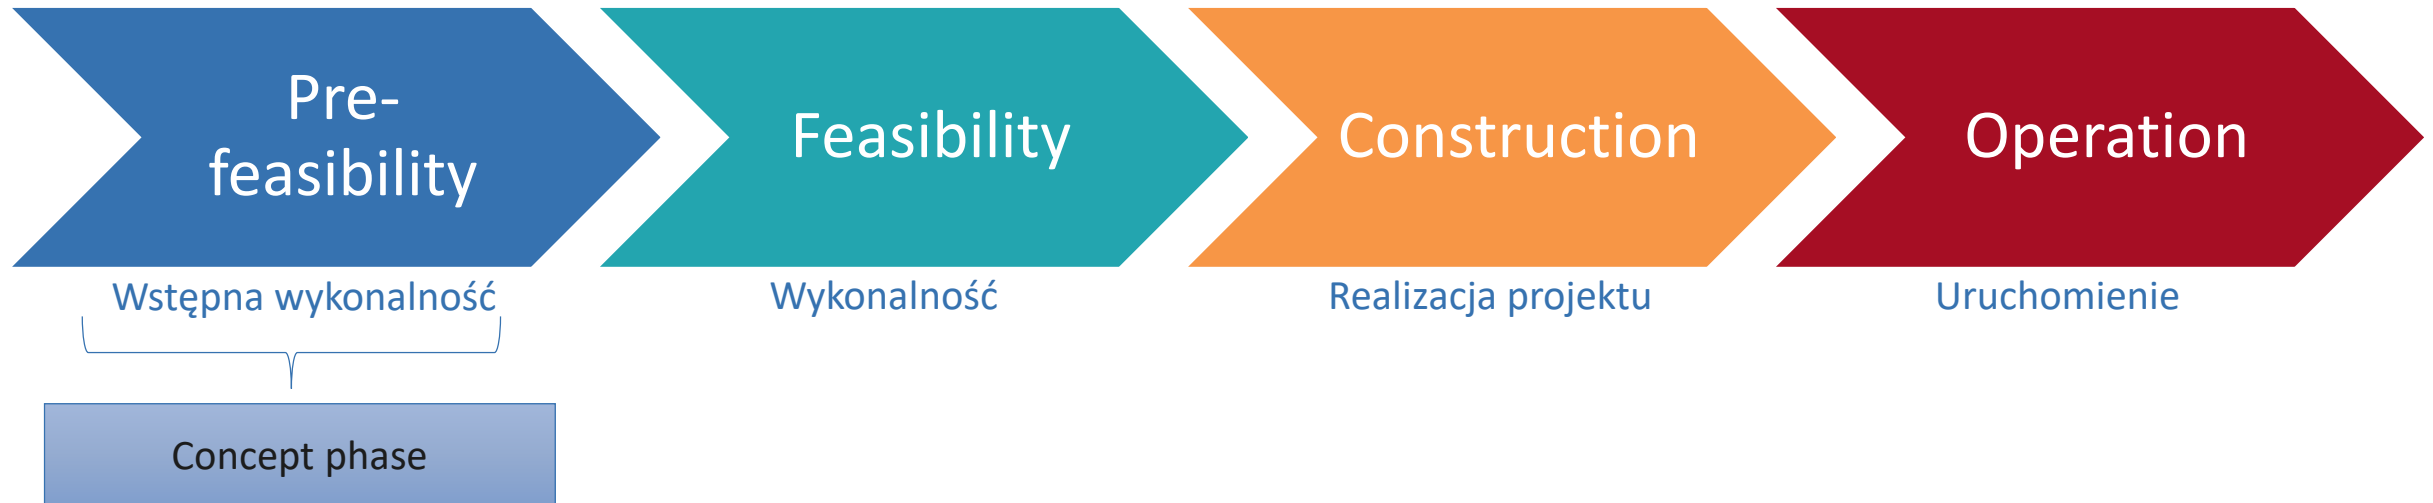 Pre-
feasibility
Feasibility
Construction
Operation
Wstępna wykonalność
Wykonalność
Realizacja projektu
Uruchomienie
Concept phase